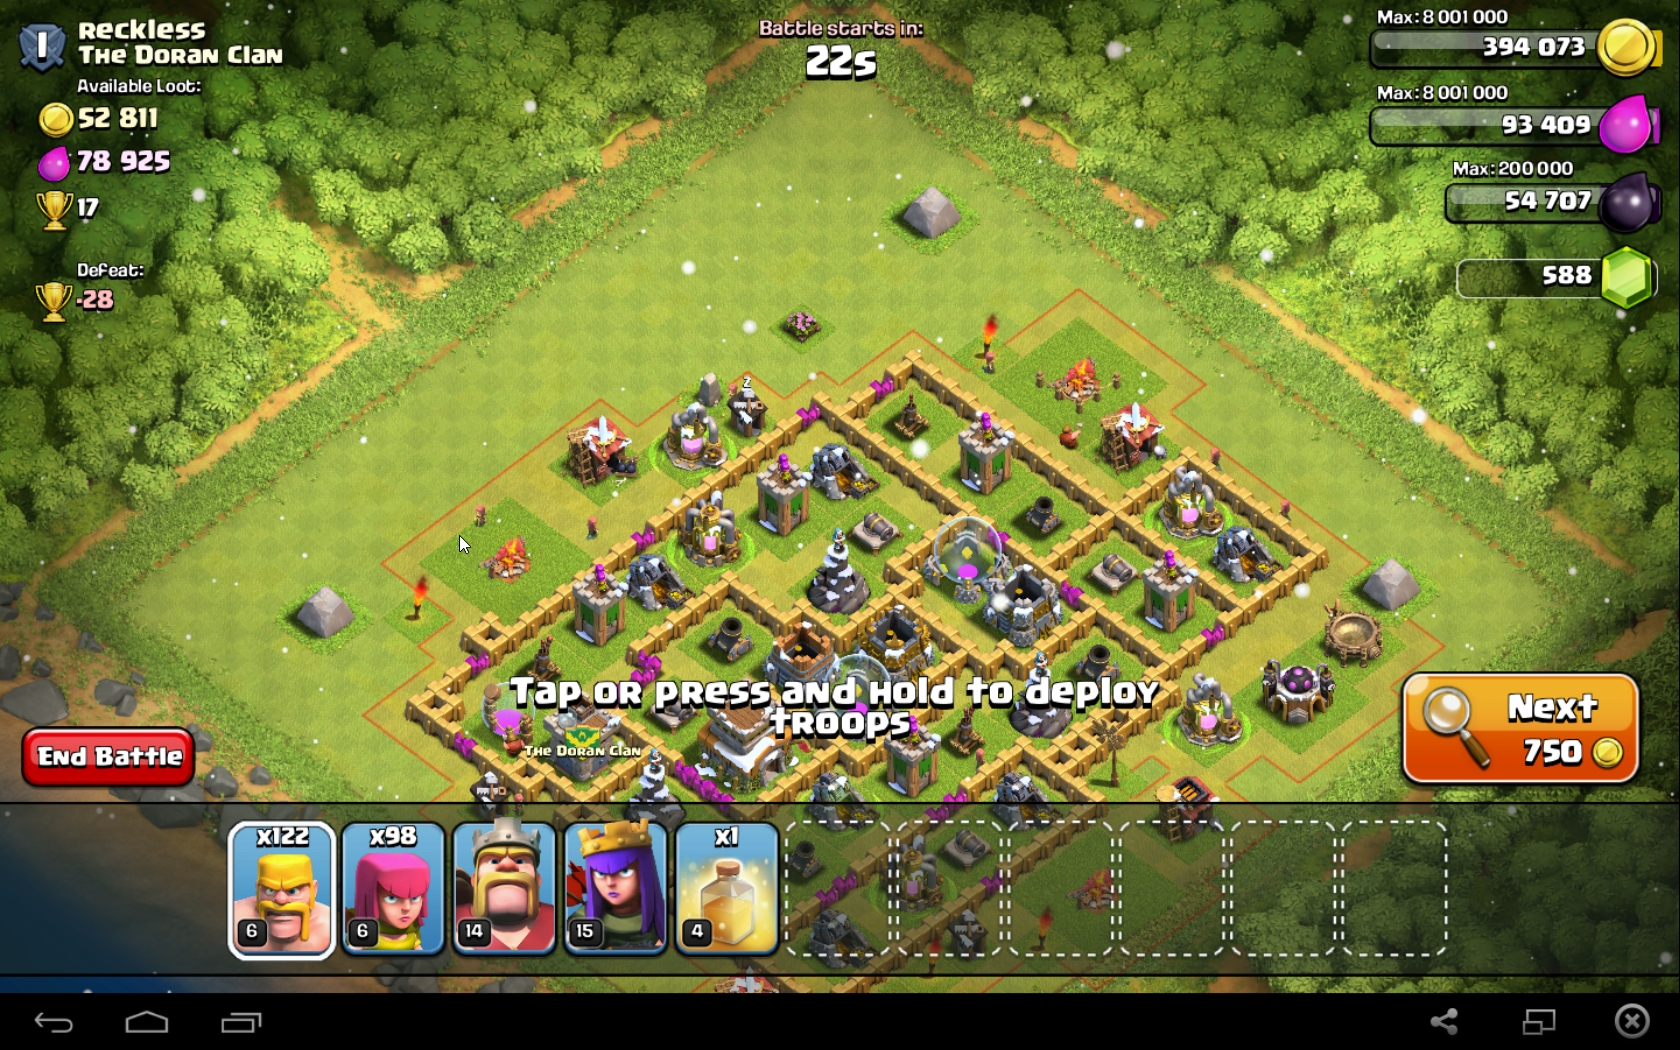 Reckless
The Doran Clan
Available Loot:
52 811
78 925
17
Defeat:
-28
Battle starts in:
22s
Max: 8 001 000
394 073
Max: 8 001 000
93 409
Max: 200 000
54 707
588
z
Tap or press and hold to deploy
troops
The Doran Clan
End Battle
Next
750
x122
6
x98
6
14
15
x1
4